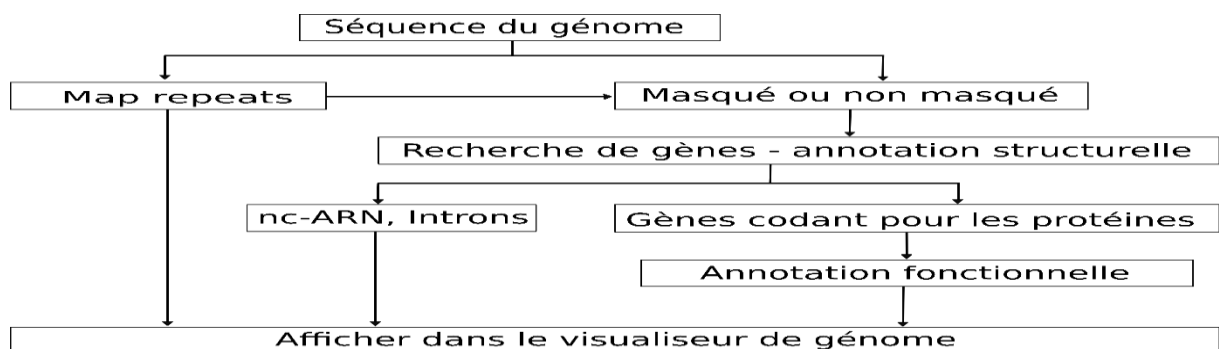 Séquence du génome
Map repeats
Masqué ou non masqué
Recherche de gènes - annotation structurelle
nc-ARN, Introns
Gènes codant pour les protéines
Annotation fonctionnelle
Afficher dans le visualiseur de génome